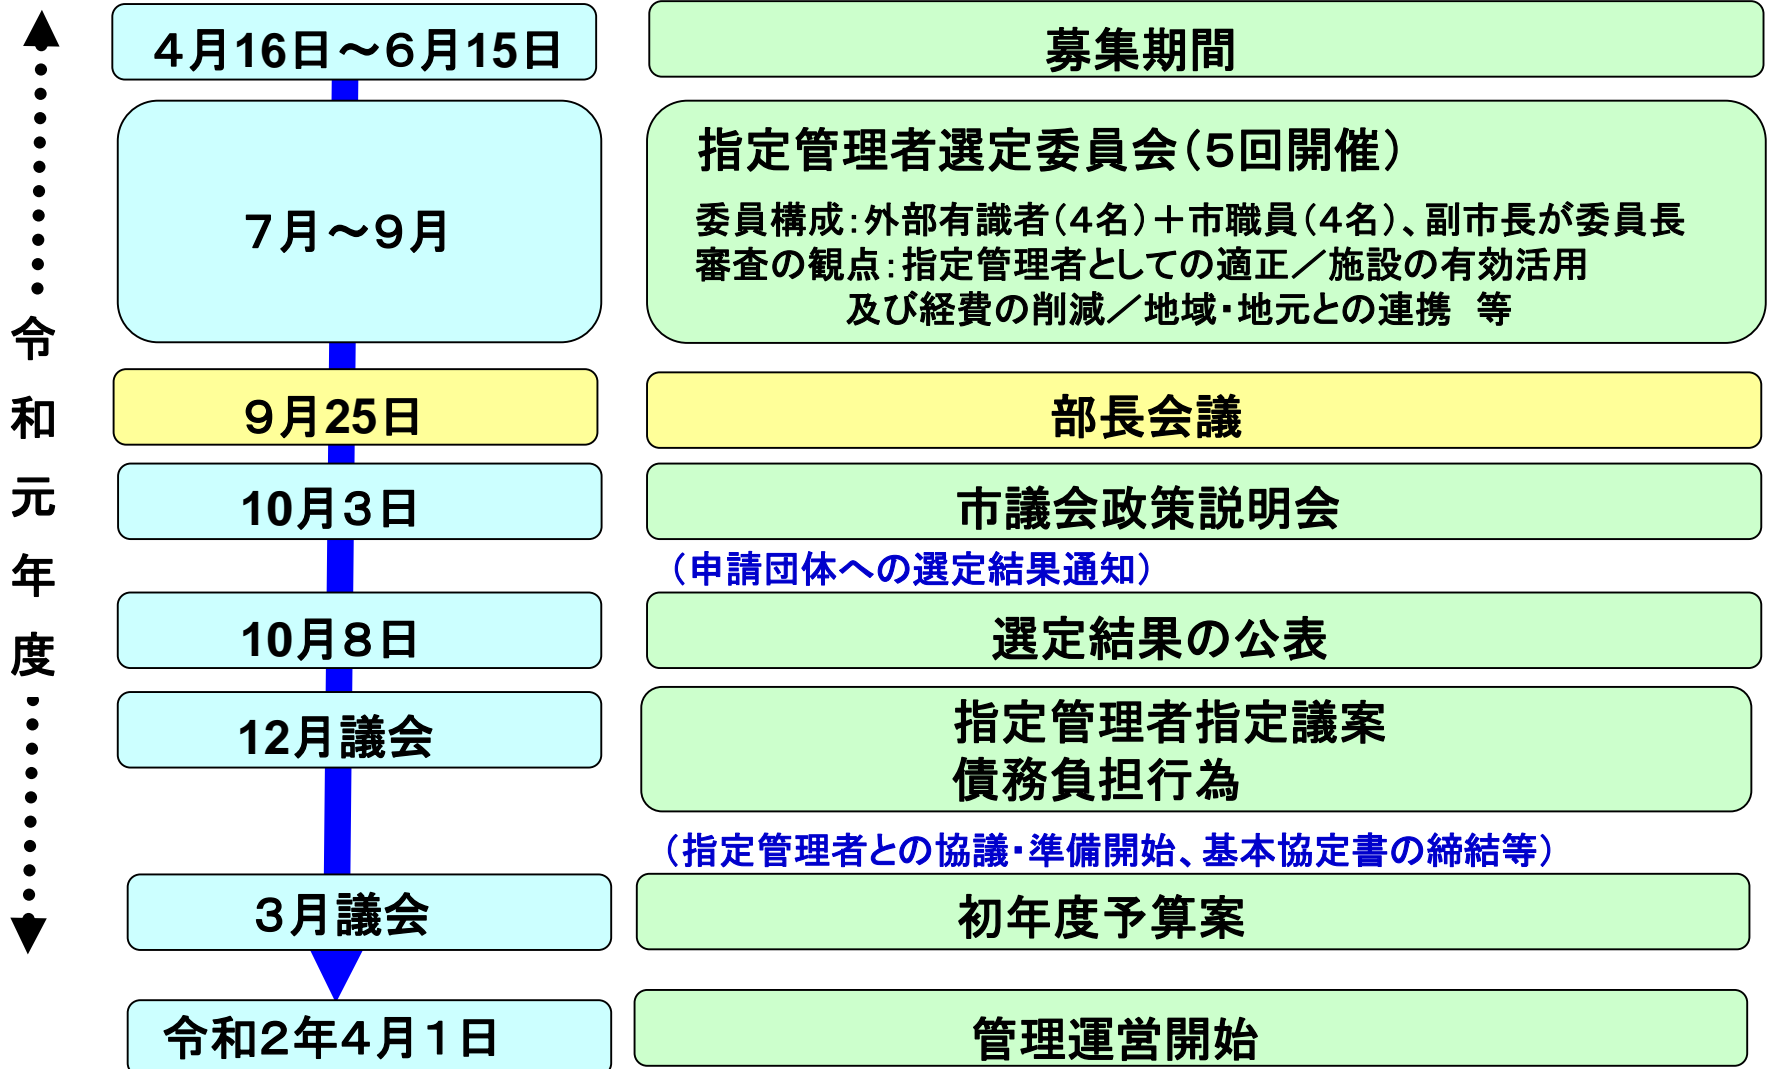 ４月16日～６月15日
募集期間
７月～９月
指定管理者選定委員会（５回開催）
委員構成：外部有識者（４名）＋市職員（４名）、副市長が委員長
審査の観点：指定管理者としての適正／施設の有効活用
及び経費の削減／地域・地元との連携　等
９月25日
部長会議
10月３日
市議会政策説明会
（申請団体への選定結果通知）
10月８日
選定結果の公表
12月議会
指定管理者指定議案
債務負担行為
（指定管理者との協議・準備開始、基本協定書の締結等）
３月議会
初年度予算案
令和２年４月１日
管理運営開始
令和元年度